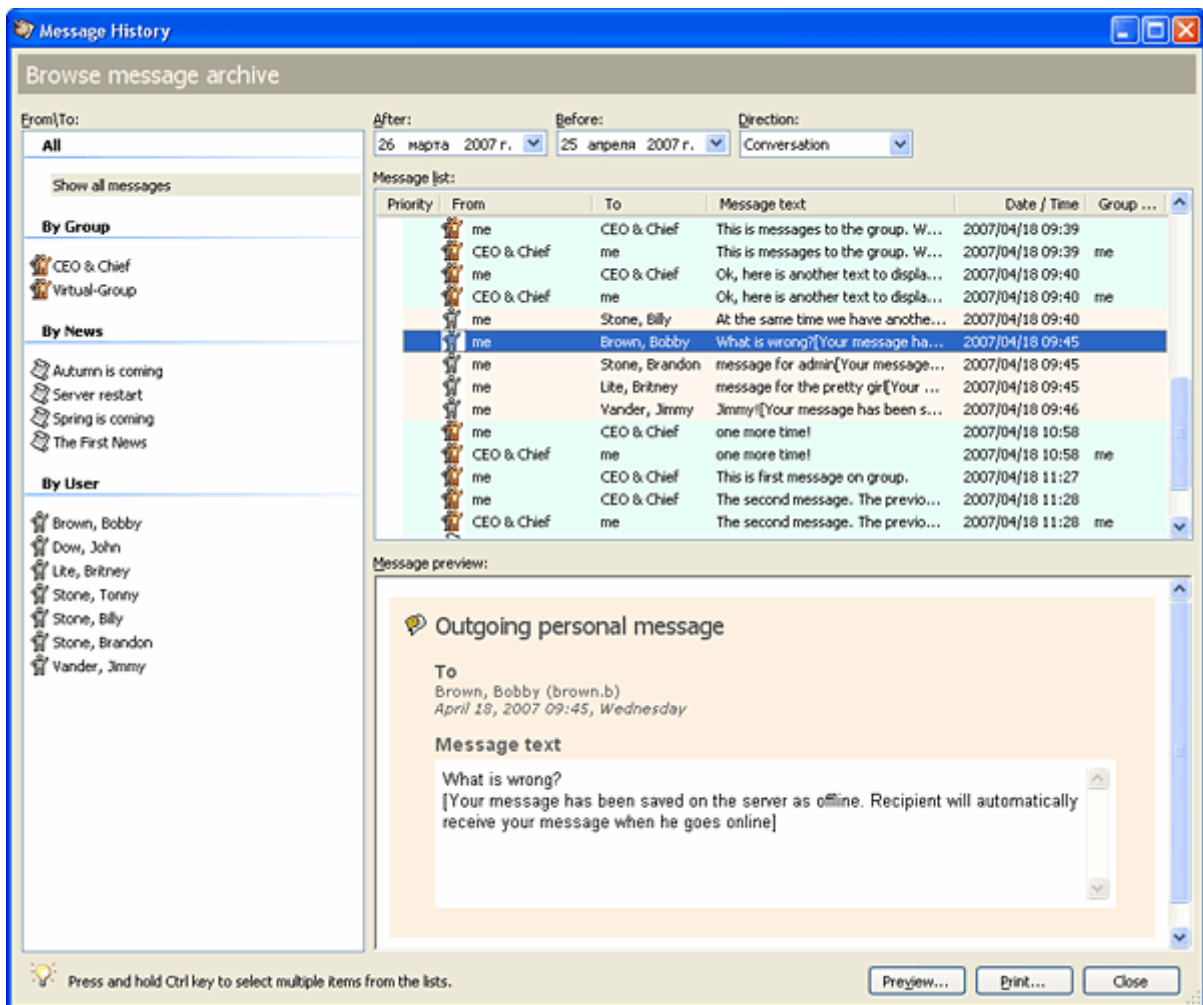 Message History
Browse message archive
From\To:
All
Show all messages
By Group
CEO & Chief
Virtual-Group
By News
Autumn is coming
Server restart
Spring is coming
The First News
By User
Brown, Bobby
Dow, John
Lite, Britney
Stone, Tonny
Stone, Billy
Stone, Brandon
Vander, Jimmy
After: Before: Direction:
26 марта 2007 г. 25 апреля 2007 г. Conversation
Message list:
Priority From To Message text Date / Time Group ...
me CEO & Chief This is messages to the group. W... 2007/04/18 09:39
CEO & Chief me This is messages to the group. W... 2007/04/18 09:39 me
me CEO & Chief Ok, here is another text to displa... 2007/04/18 09:40
CEO & Chief me Ok, here is another text to displa... 2007/04/18 09:40 me
me Stone, Billy At the same time we have anothe... 2007/04/18 09:40
me Brown, Bobby What is wrong?[Your message ha... 2007/04/18 09:45
me Stone, Brandon message for admin[Your message... 2007/04/18 09:45
me Lite, Britney message for the pretty girl[Your ... 2007/04/18 09:45
me Vander, Jimmy Jimmy![Your message has been s... 2007/04/18 09:46
me CEO & Chief one more time! 2007/04/18 10:58
CEO & Chief me one more time! 2007/04/18 10:58 me
me CEO & Chief This is first message on group. 2007/04/18 11:27
me CEO & Chief The second message. The previo... 2007/04/18 11:28
CEO & Chief me The second message. The previo... 2007/04/18 11:28 me
Message preview:
Outgoing personal message
To
Brown, Bobby (brown.b)
April 18, 2007 09:45, Wednesday
Message text
What is wrong?
[Your message has been saved on the server as offline. Recipient will automatically
receive your message when he goes online]
Press and hold Ctrl key to select multiple items from the lists.
Preview... Print... Close